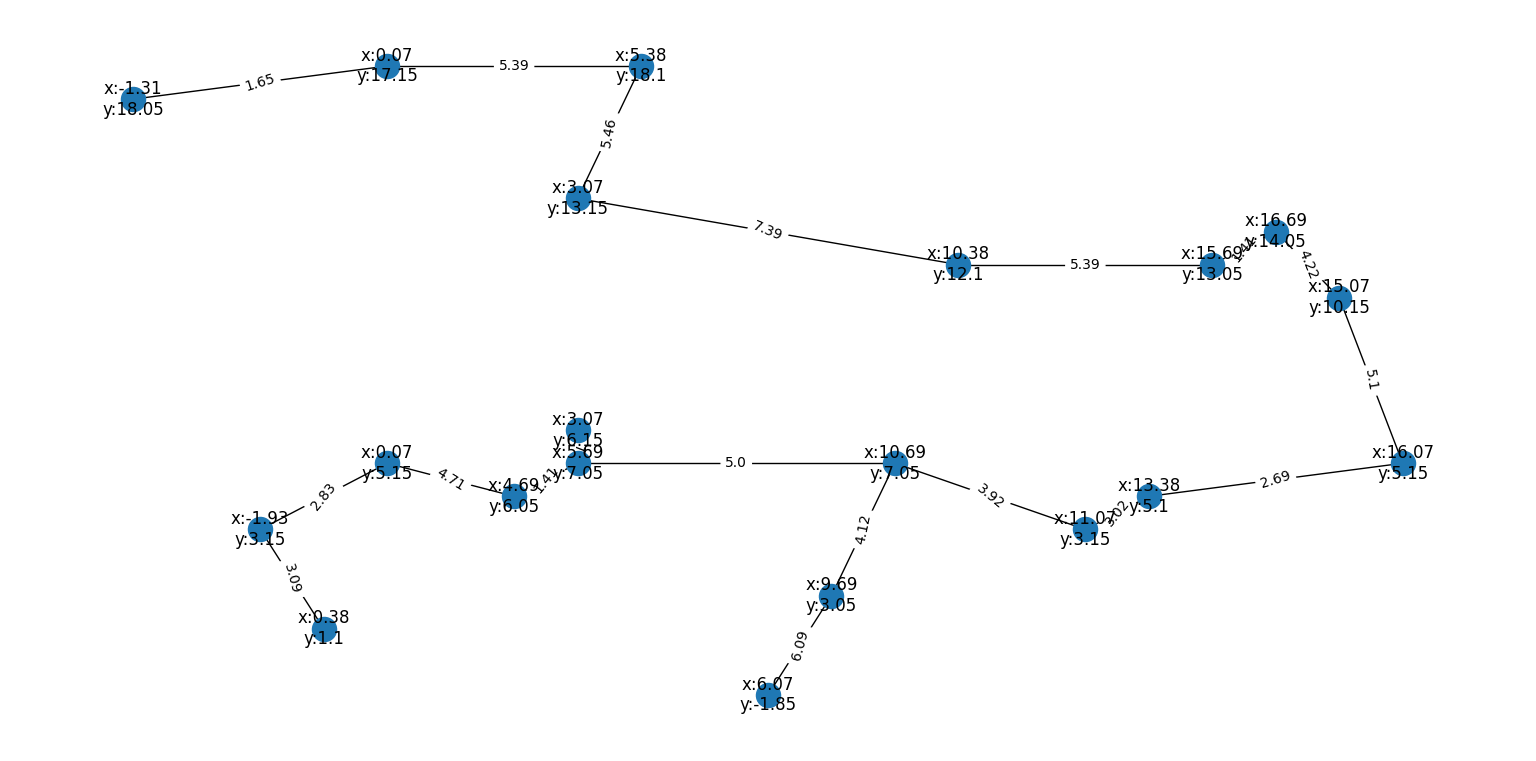 x:0.07
y:17.15
5.39
x:5.38
y:18.1
1.65
x:-1.31
y:18.05
5.46
x:3.07
y:13.15
7.39
x:10.38
y:12.1
5.39
x:15.69
y:13.05
1.41
x:16.69
y:14.05
4.22
x:15.07
y:10.15
5.1
x:16.07
y:5.15
2.69
x:13.38
y:5.1
3.02
x:11.07
y:3.15
3.92
x:10.69
y:7.05
5.0
x:3.07
y:6.15
x:5.69
y:7.05
1.41
x:4.69
y:6.05
4.71
x:0.07
y:5.15
2.83
x:-1.93
y:3.15
3.09
x:0.38
y:1.1
4.12
x:9.69
y:3.05
6.09
x:6.07
y:-1.85